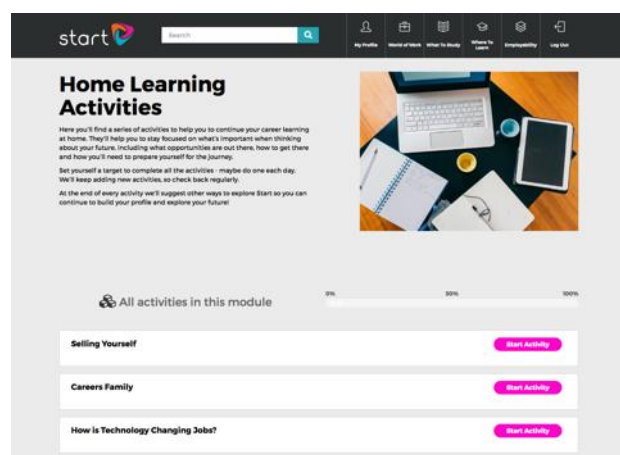 start
Search
My Profile
World of Work
What To Study
Where To Learn
Employability
Log Out
Home Learning
Activities
Here you'll find a series of activities to help you to continue your career learning
at home. They'll help you to stay focused on what's important when thinking
about your future, including what opportunities are out there, how to get there
and how you'll need to prepare yourself for the journey.
Set yourself a target to complete all the activities - maybe do one each day.
We'll keep adding new activities, so check back regularly.
At the end of every activity we'll suggest other ways to explore Start so you can
continue to build your profile and explore your future!
All activities in this module
0%
50%
100%
Selling Yourself
Start Activity
Careers Family
Start Activity
How is Technology Changing Jobs?
Start Activity